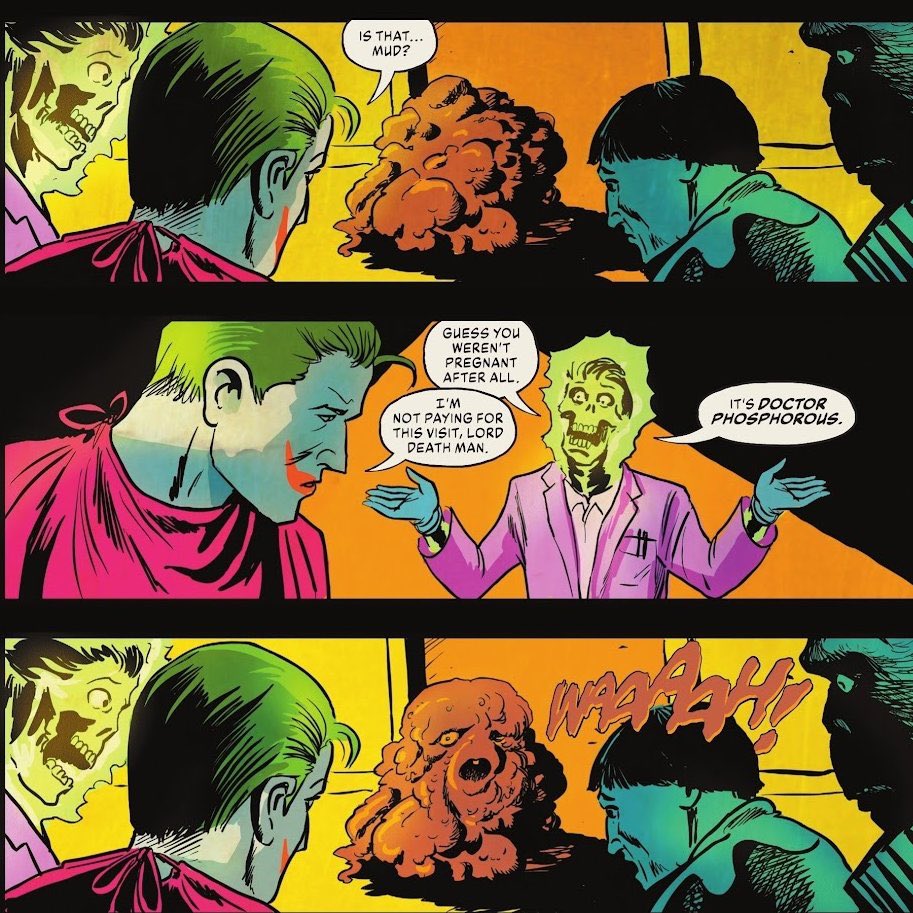 IS THAT...
MUD?
GUESS YOU
WEREN'T
PREGNANT
AFTER ALL.
I'M
NOT PAYING FOR
THIS VISIT, LORD
DEATH MAN.
IT'S DOCTOR
PHOSPHOROUS.
WAAAAAH!